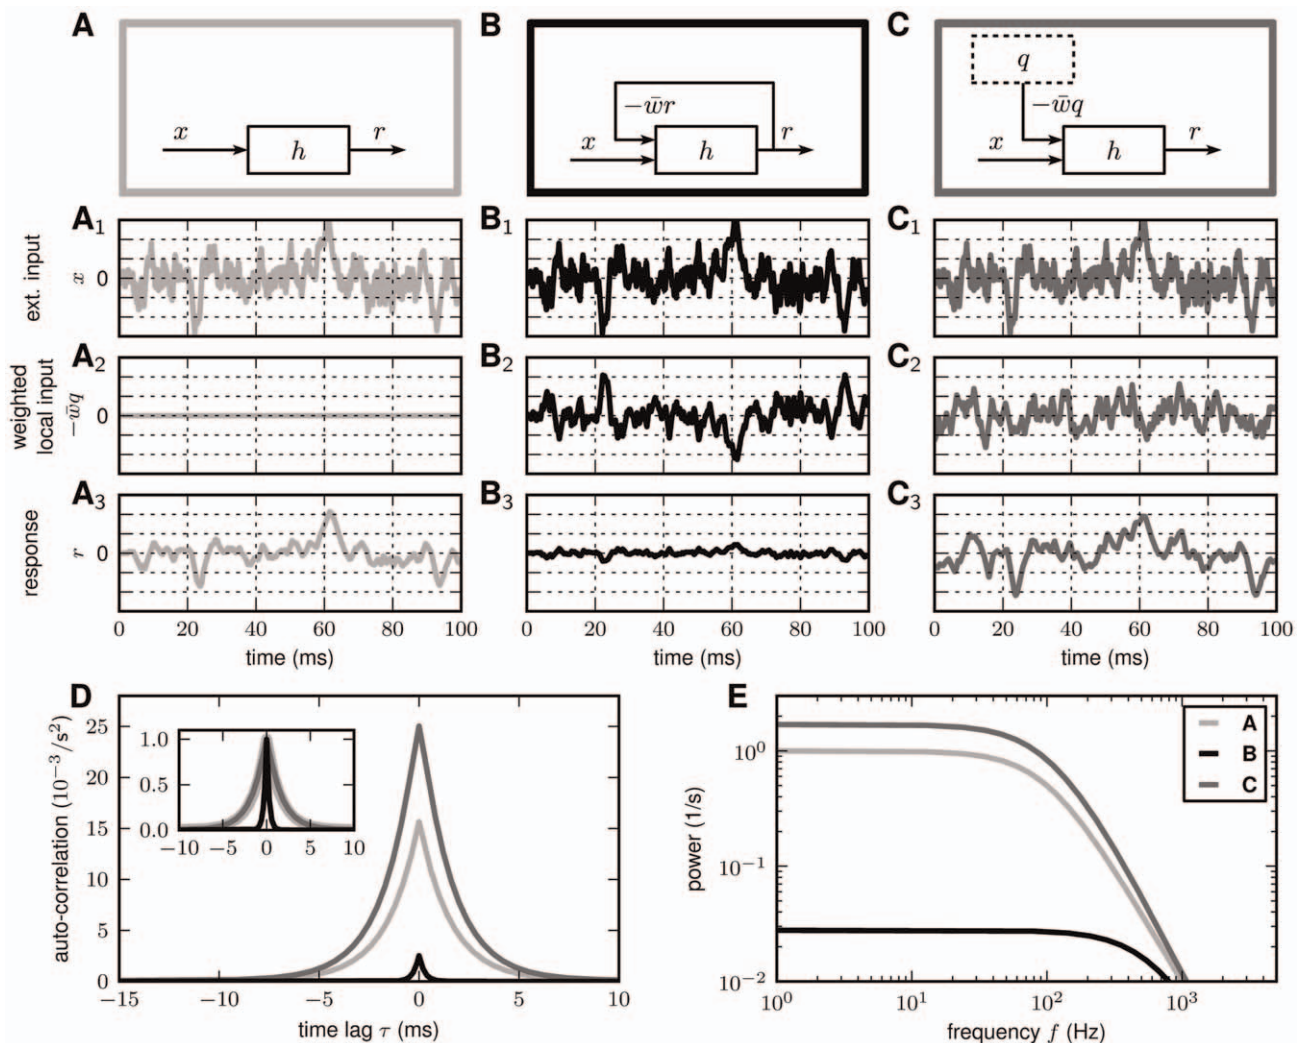 A
x
h
r
B
−w̄r
x
h
r
C
q
−w̄q
x
h
r
ext. input
x
0
A1
B1
C1
weighted
local input
−w̄q
0
A2
B2
C2
response
r
0
A3
B3
C3
0 20 40 60 80 100
time (ms)
0 20 40 60 80 100
time (ms)
0 20 40 60 80 100
time (ms)
D
auto-correlation (10⁻³/s²)
25
20
15
10
5
0
−15 −10 −5 0 5 10
time lag τ (ms)
1.0
0.5
0.0
−10 −5 0 5 10
E
power (1/s)
10⁰
10⁻¹
10⁻²
10⁰ 10¹ 10² 10³
frequency f (Hz)
A
B
C